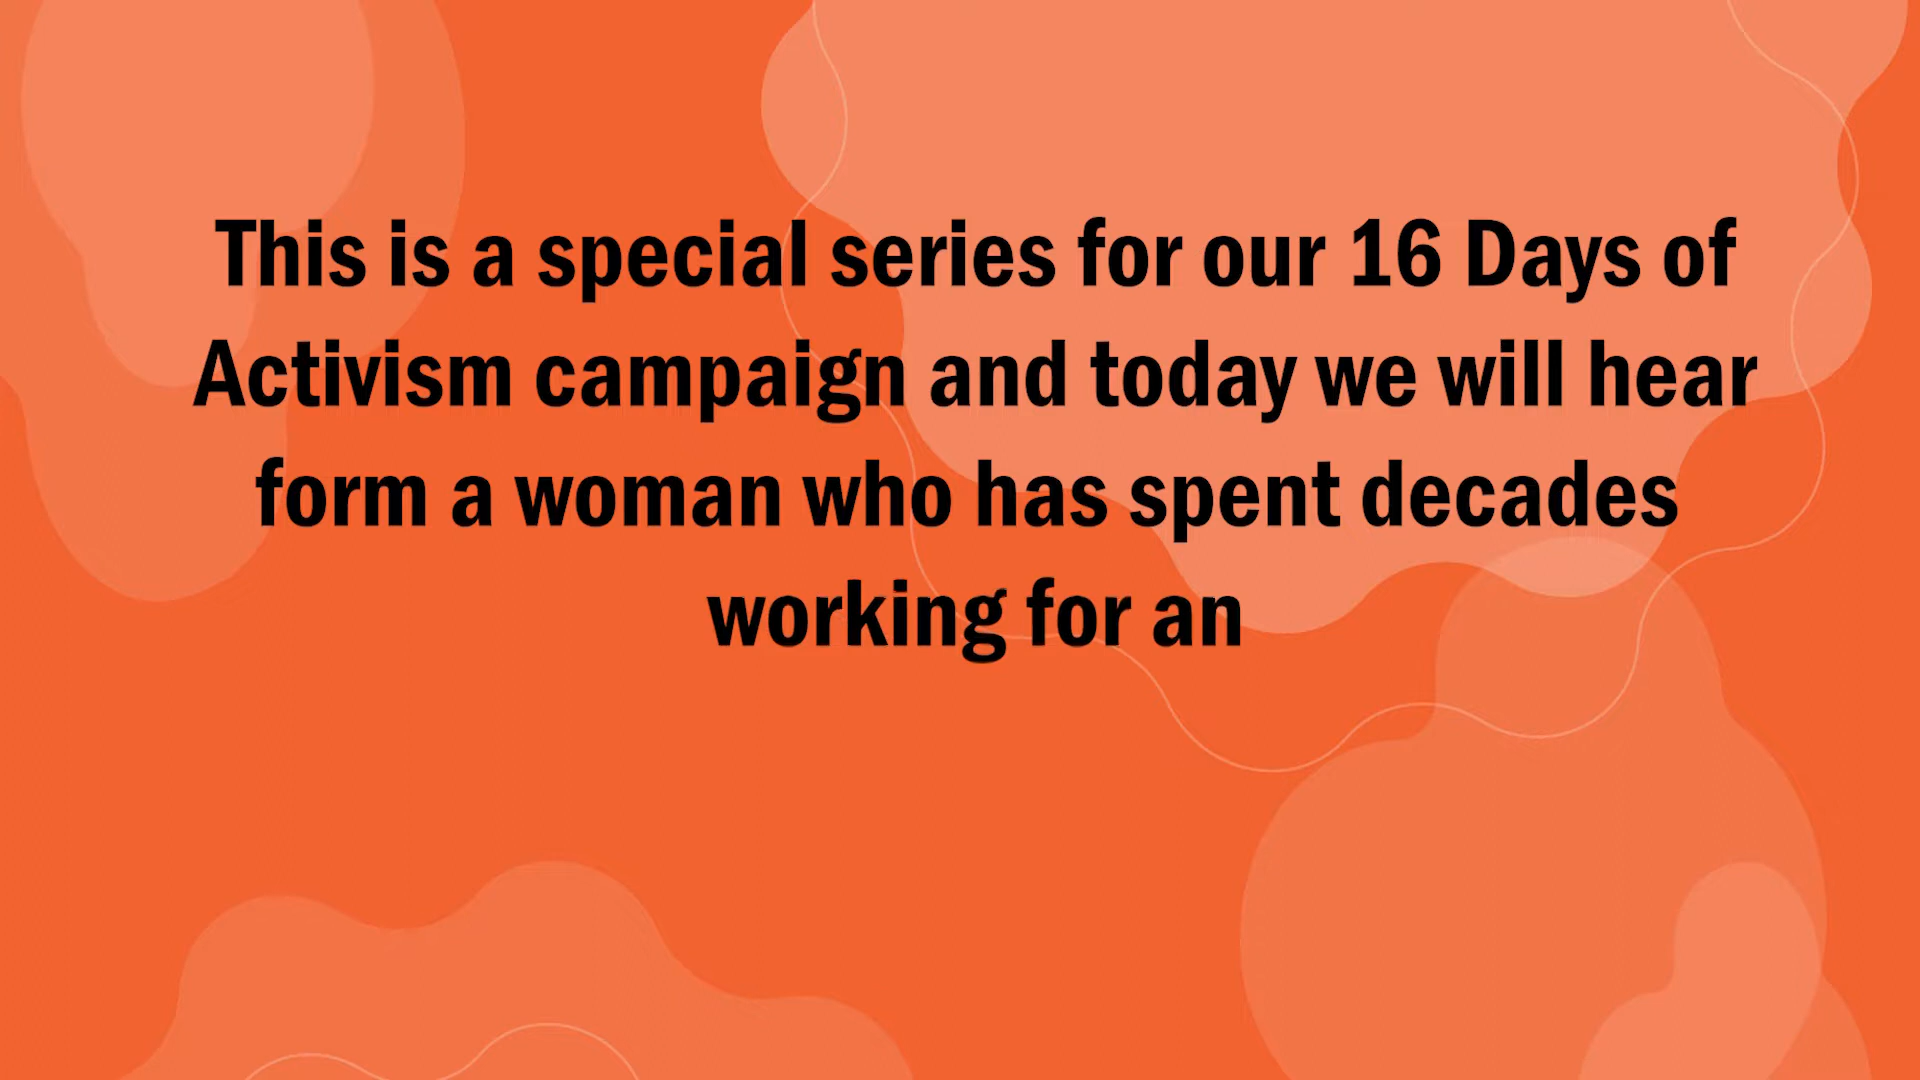 This is a special series for our 16 Days of
Activism campaign and today we will hear
form a woman who has spent decades
working for an